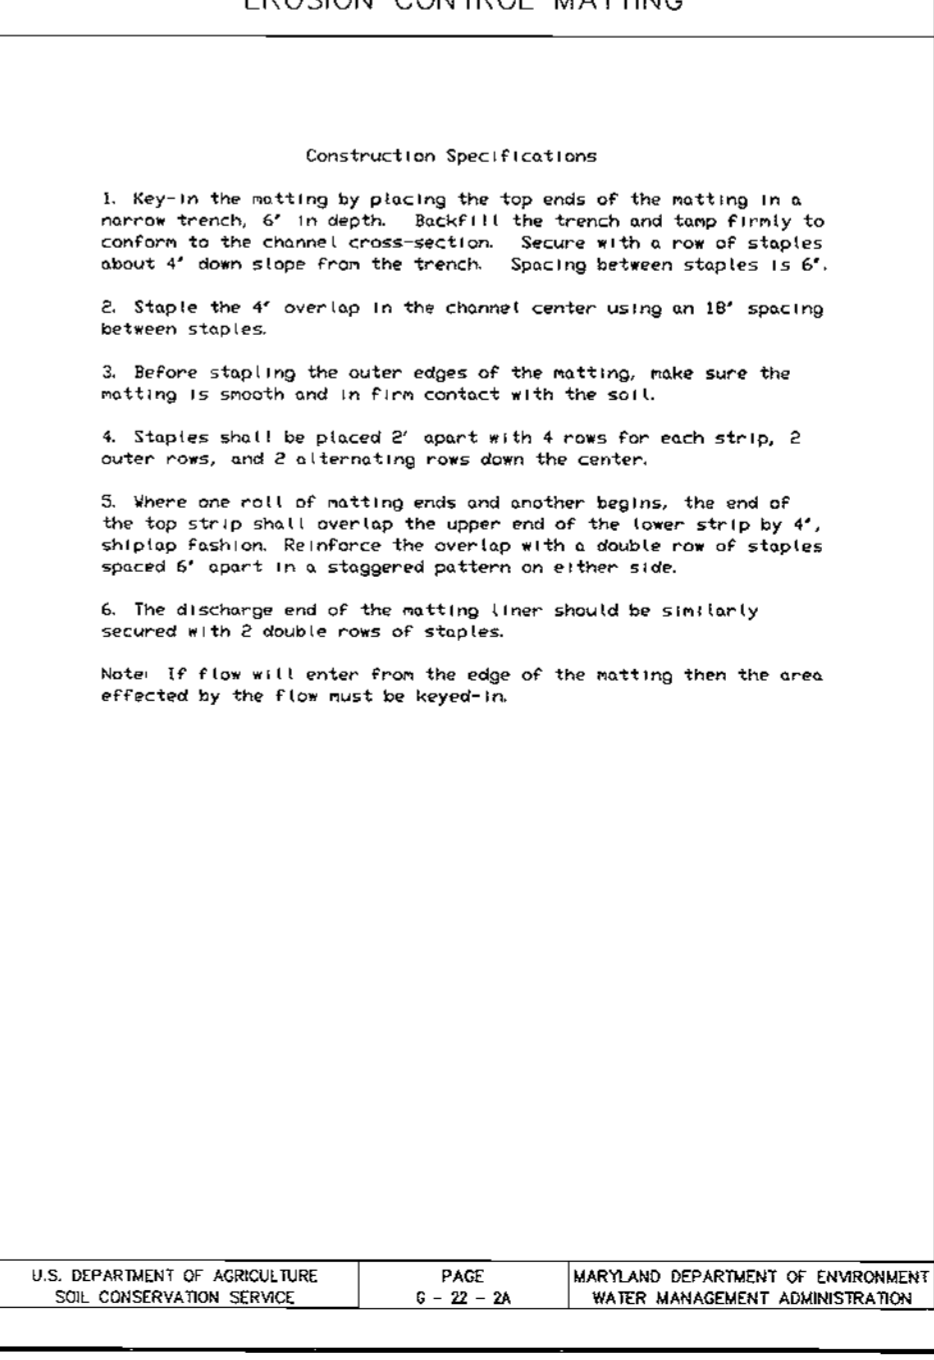 EROSION CONTROL MATTING
Construction Specifications
1. Key-in the matting by placing the top ends of the matting in a
narrow trench, 6" in depth. Backfill the trench and tamp firmly to
conform to the channel cross-section. Secure with a row of staples
about 4" down slope from the trench. Spacing between staples is 6".
2. Staple the 4" overlap in the channel center using an 18" spacing
between staples.
3. Before stapling the outer edges of the matting, make sure the
matting is smooth and in firm contact with the soil.
4. Staples shall be placed 2' apart with 4 rows for each strip, 2
outer rows, and 2 alternating rows down the center.
5. Where one roll of matting ends and another begins, the end of
the top strip shall overlap the upper end of the lower strip by 4",
shiplap fashion. Reinforce the overlap with a double row of staples
spaced 6" apart in a staggered pattern on either side.
6. The discharge end of the matting liner should be similarly
secured with 2 double rows of staples.
Note: If flow will enter from the edge of the matting then the area
effected by the flow must be keyed-in.
U.S. DEPARTMENT OF AGRICULTURE
SOIL CONSERVATION SERVICE
PAGE
G - 22 - 2A
MARYLAND DEPARTMENT OF ENVIRONMENT
WATER MANAGEMENT ADMINISTRATION